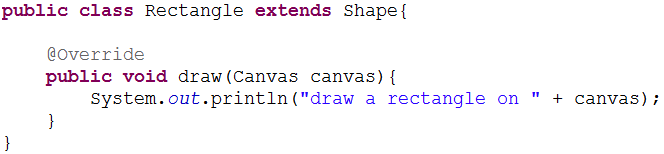 public class Rectangle extends Shape{
@Override
public void draw(Canvas canvas){
System.out.println("draw a rectangle on " + canvas);
}
}